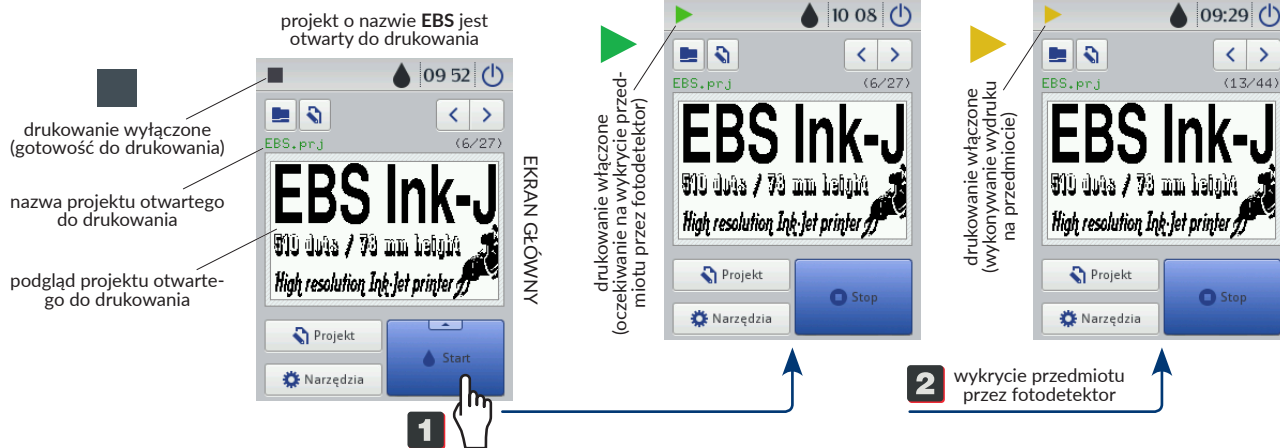 projekt o nazwie EBS jest
otwarty do drukowania
drukowanie wyłączone
(gotowość do drukowania)
nazwa projektu otwartego
do drukowania
podgląd projektu otwarte-
go do drukowania
09 52
EBS.prj (6/27)
EBS Ink-J
510 dots / 73 mm height
High resolution Ink-Jet printer
Projekt
Narzędzia
Start
EKRAN GŁÓWNY
1
drukowanie włączone
(oczekiwanie na wykrycie przed-
miotu przez fotodetektor)
10 08
EBS.prj (6/27)
EBS Ink-J
510 dots / 73 mm height
High resolution Ink-Jet printer
Projekt
Narzędzia
Stop
2
wykrycie przedmiotu
przez fotodetektor
drukowanie włączone
(wykonywanie wydruku
na przedmiocie)
09:29
EBS.prj (13/44)
EBS Ink-J
510 dots / 73 mm height
High resolution Ink-Jet printer
Projekt
Narzędzia
Stop